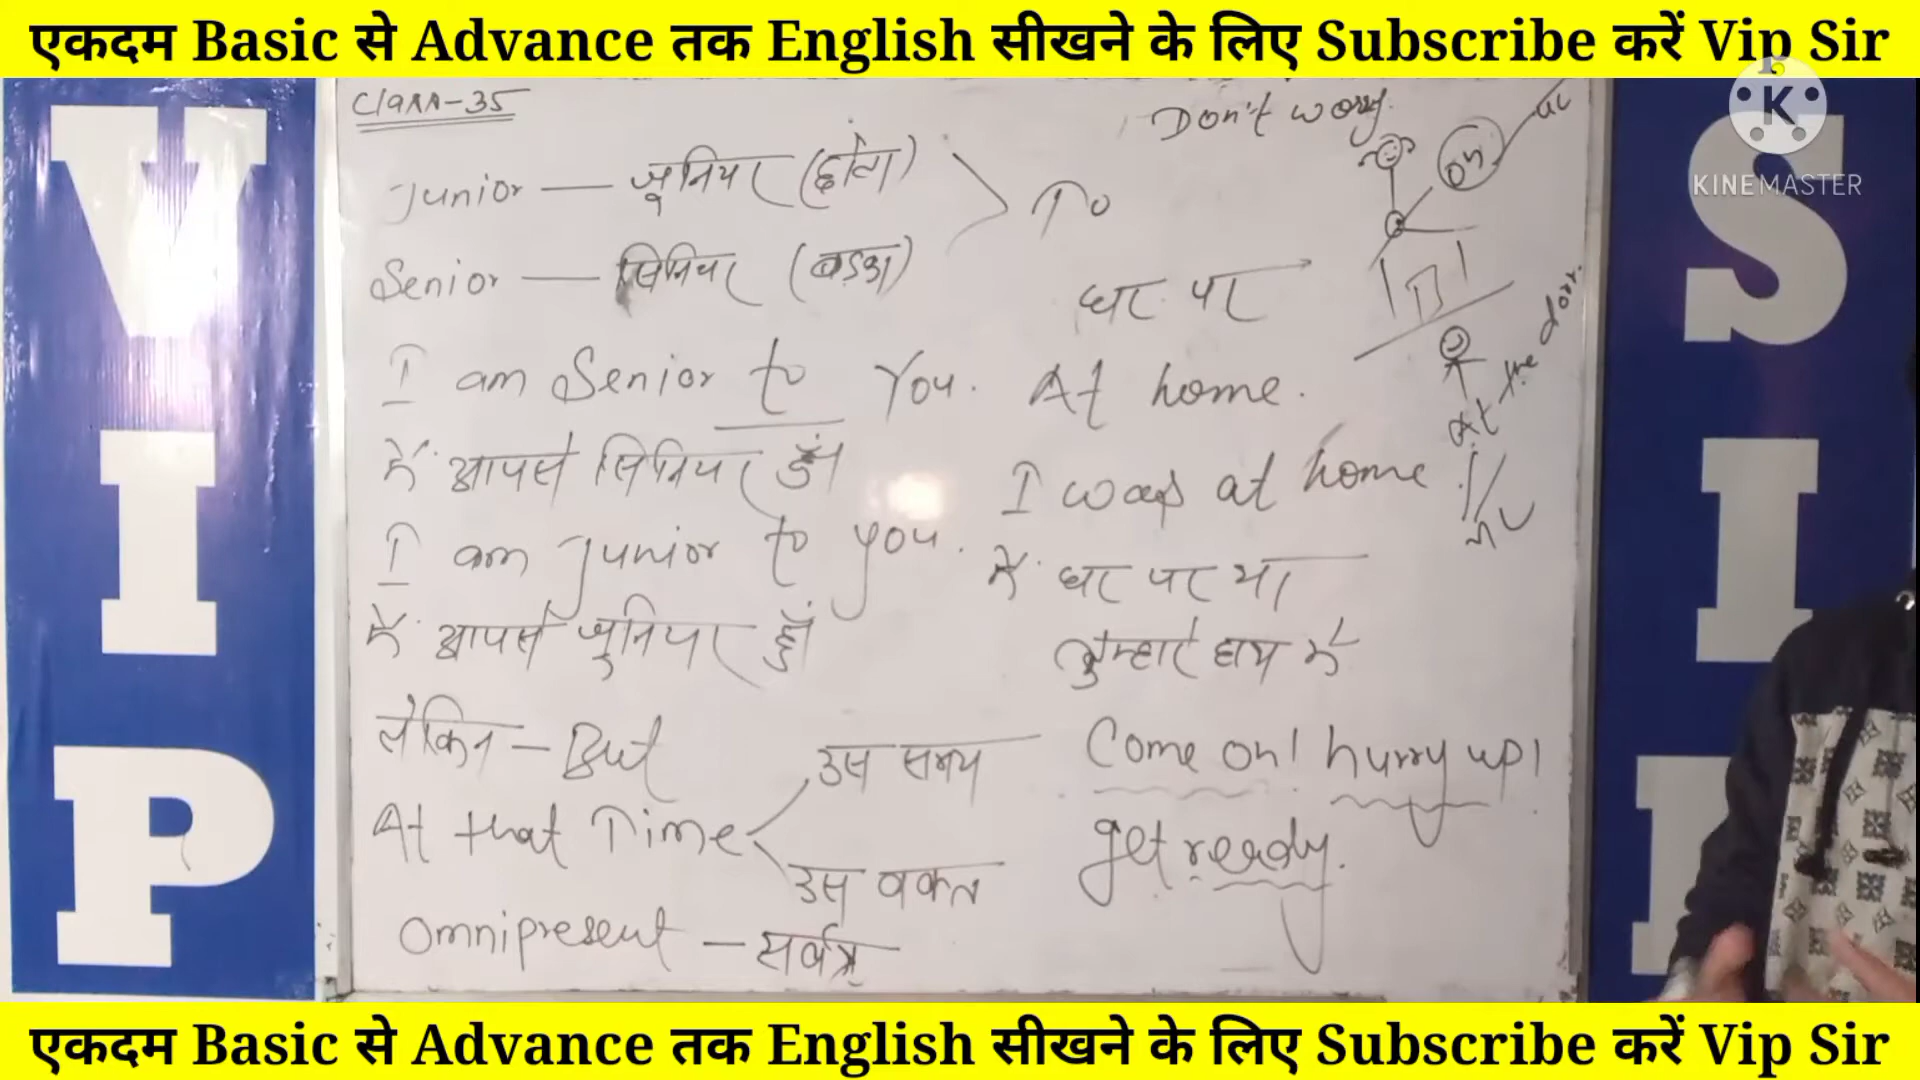 एकदम Basic से Advance तक English सीखने के लिए Subscribe करें Vip Sir
VIP
SI
KINEMASTER
Class-35
Junior — जूनियर (छोटा)
Senior — सिनियर (बड़का)
To
I am Senior to You.
मैं आपसे सिनियर हूँ
I am Junior to you.
मैं आपसे जुनियर हूँ
लेकिन - But
At that Time
उस समय
उस वक्त
Omnipresent - सर्वत्र
Don't worry.
On
घर पर
At home.
At the dorr.
I was at home
मैं घर पर था
तुम्हारे हाथ में
Come on! hurry up!
get ready.
एकदम Basic से Advance तक English सीखने के लिए Subscribe करें Vip Sir